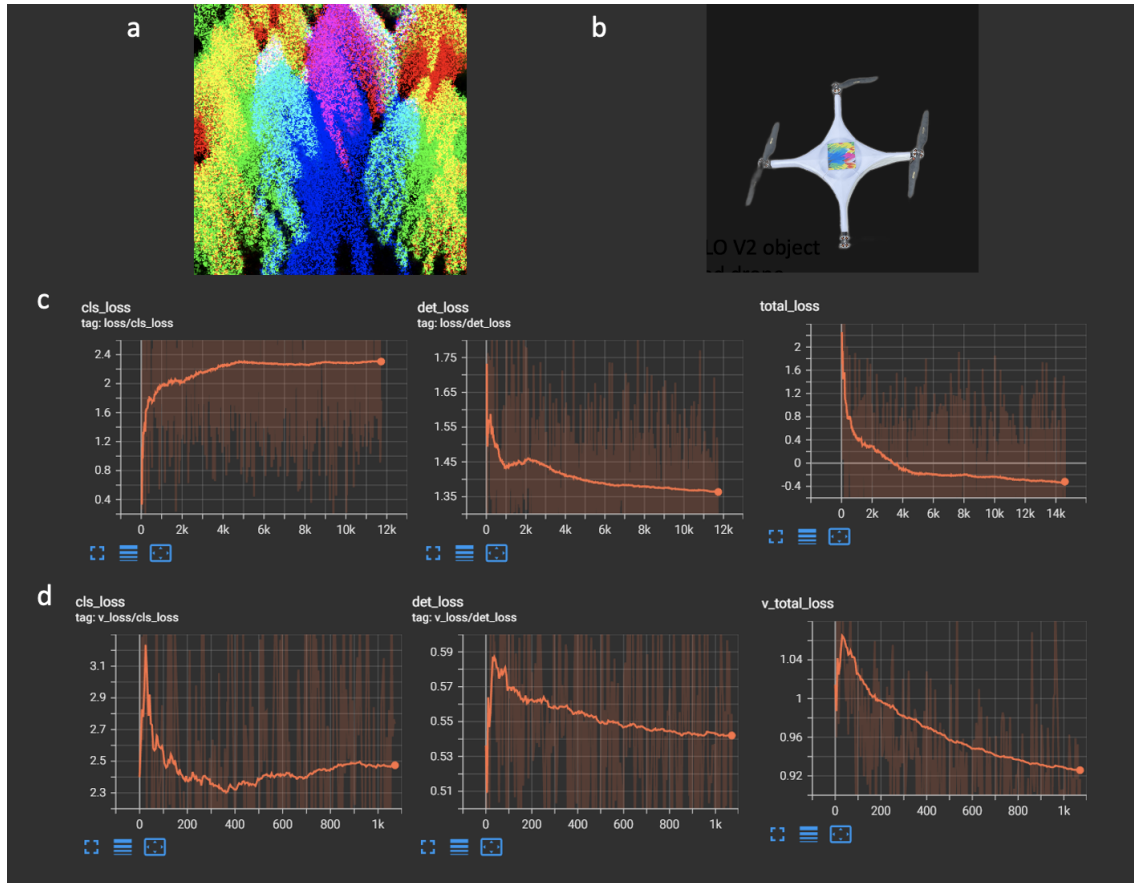 a
b
LO V2 object
ed drone
c
cls_loss
tag: loss/cls_loss
2.4
2
1.6
1.2
0.8
0.4
0 2k 4k 6k 8k 10k 12k
det_loss
tag: loss/det_loss
1.75
1.65
1.55
1.45
1.35
0 2k 4k 6k 8k 10k 12k
total_loss
2
1.6
1.2
0.8
0.4
0
-0.4
0 2k 4k 6k 8k 10k 12k 14k
d
cls_loss
tag: v_loss/cls_loss
3.1
2.9
2.7
2.5
2.3
0 200 400 600 800 1k
det_loss
tag: v_loss/det_loss
0.59
0.57
0.55
0.53
0.51
0 200 400 600 800 1k
v_total_loss
1.04
1
0.96
0.92
0 200 400 600 800 1k